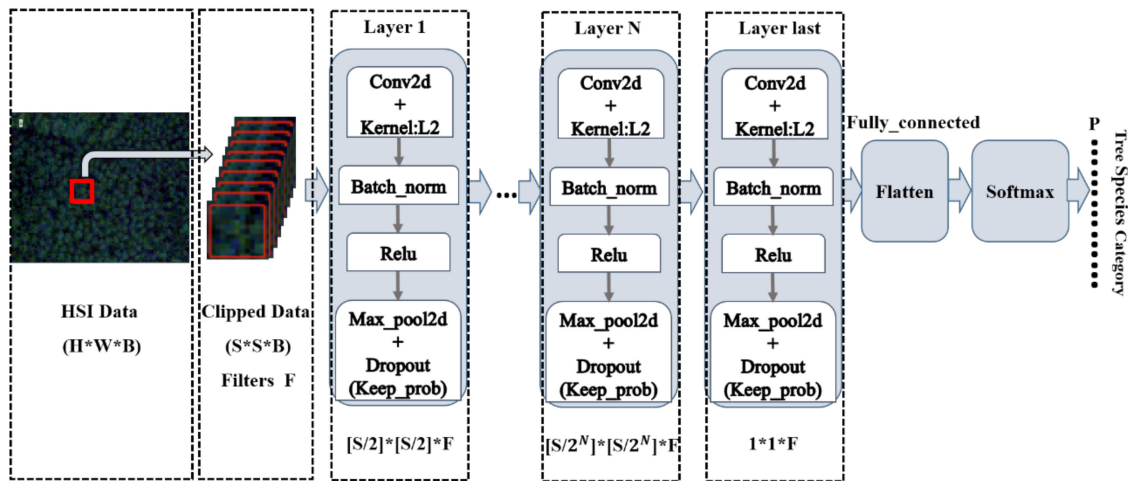 HSI Data
(H*W*B)
Clipped Data
(S*S*B)
Filters F
Layer 1
Conv2d
+
Kernel:L2
Batch_norm
Relu
Max_pool2d
+
Dropout
(Keep_prob)
[S/2]*[S/2]*F
...
Layer N
Conv2d
+
Kernel:L2
Batch_norm
Relu
Max_pool2d
+
Dropout
(Keep_prob)
[S/2ᴺ]*[S/2ᴺ]*F
Layer last
Conv2d
+
Kernel:L2
Batch_norm
Relu
Max_pool2d
+
Dropout
(Keep_prob)
1*1*F
Fully_connected
Flatten
Softmax
P
Tree Species Category